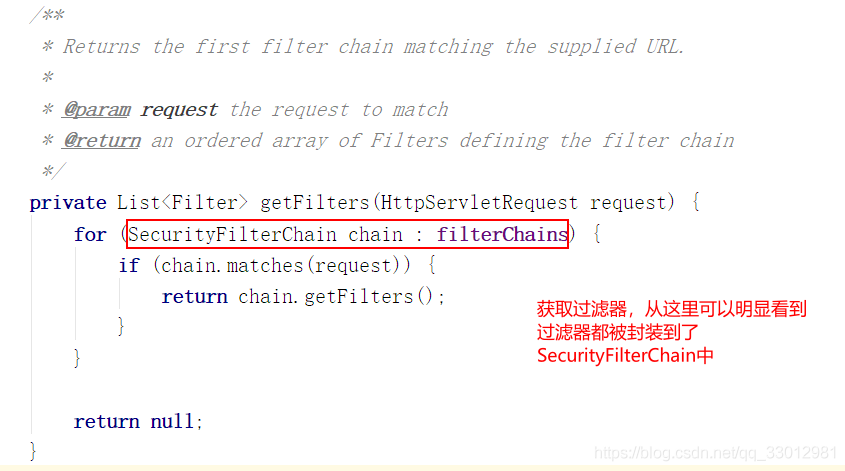 /**
 * Returns the first filter chain matching the supplied URL.
 *
 * @param request the request to match
 * @return an ordered array of Filters defining the filter chain
 */
private List<Filter> getFilters(HttpServletRequest request) {
    for (SecurityFilterChain chain : filterChains) {
        if (chain.matches(request)) {
            return chain.getFilters();
        }
    }

    return null;
}
获取过滤器，从这里可以明显看到
过滤器都被封装到了
SecurityFilterChain中
https://blog.csdn.net/qq_33012981